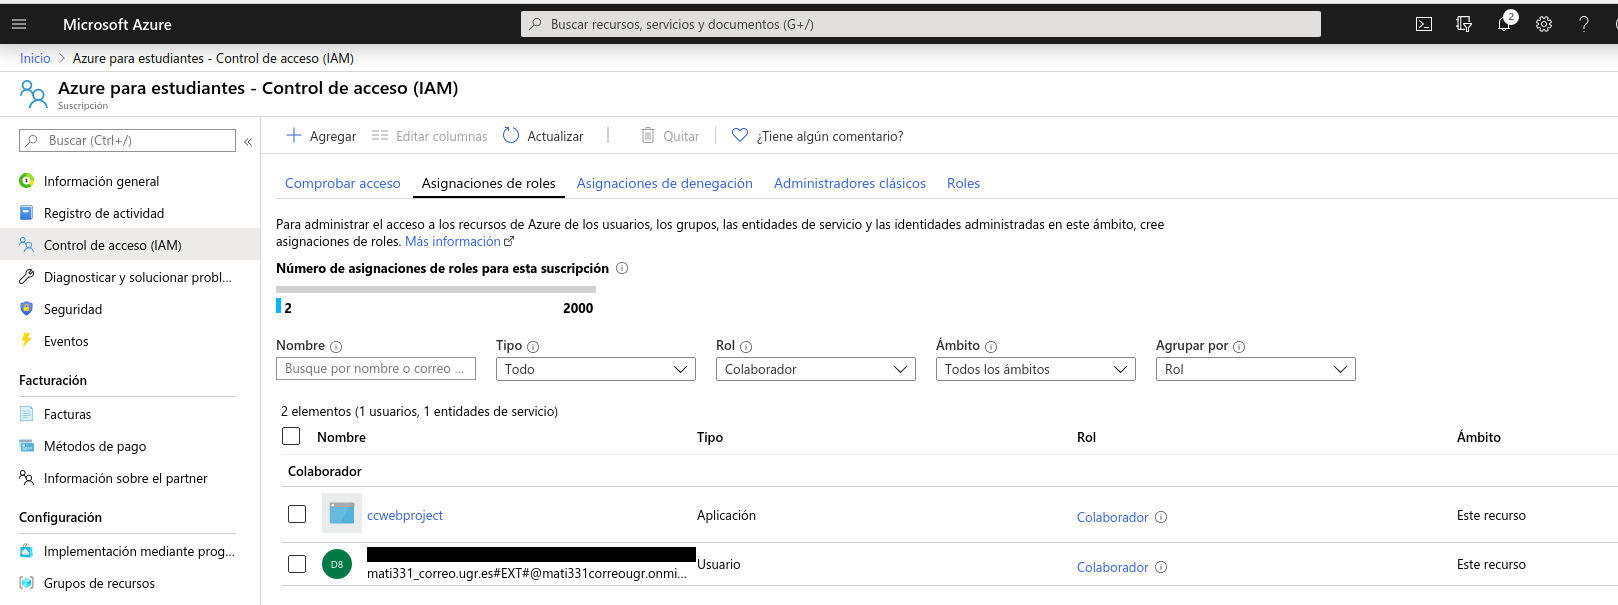 Microsoft Azure
Buscar recursos, servicios y documentos (G+/)
2
?
Inicio > Azure para estudiantes - Control de acceso (IAM)
Azure para estudiantes - Control de acceso (IAM)
Suscripción
Buscar (Ctrl+/)
«
Información general
Registro de actividad
Control de acceso (IAM)
Diagnosticar y solucionar probl...
Seguridad
Eventos
Facturación
Facturas
Métodos de pago
Información sobre el partner
Configuración
Implementación mediante prog...
Grupos de recursos
Agregar
Editar columnas
Actualizar
Quitar
¿Tiene algún comentario?
Comprobar acceso
Asignaciones de roles
Asignaciones de denegación
Administradores clásicos
Roles
Para administrar el acceso a los recursos de Azure de los usuarios, los grupos, las entidades de servicio y las identidades administradas en este ámbito, cree
asignaciones de roles. Más información
Número de asignaciones de roles para esta suscripción
2 2000
Nombre
Busque por nombre o correo ...
Tipo
Todo
Rol
Colaborador
Ámbito
Todos los ámbitos
Agrupar por
Rol
2 elementos (1 usuarios, 1 entidades de servicio)
Nombre Tipo Rol Ámbito
Colaborador
ccwebproject Aplicación Colaborador Este recurso
D8 Usuario Colaborador Este recurso
mati331_correo.ugr.es#EXT#@mati331correougr.onmi...